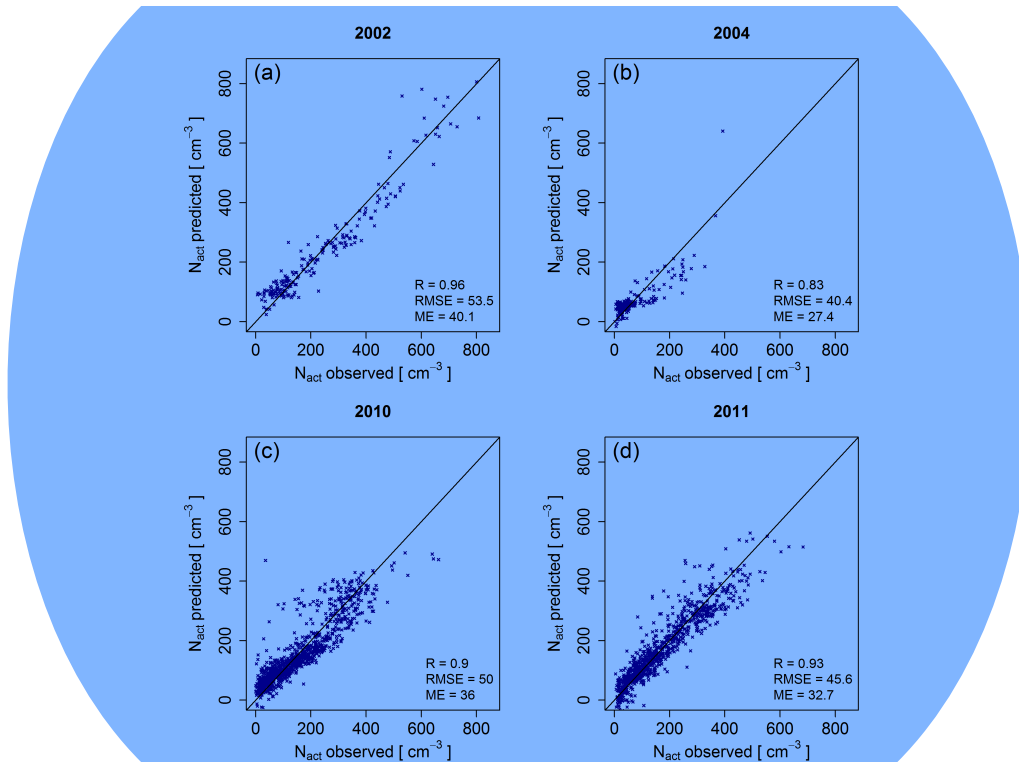 2002
(a)
800
600
400
200
0
0 200 400 600 800
N_act predicted [ cm⁻³ ]
N_act observed [ cm⁻³ ]
R = 0.96
RMSE = 53.5
ME = 40.1
2004
(b)
800
600
400
200
0
0 200 400 600 800
N_act predicted [ cm⁻³ ]
N_act observed [ cm⁻³ ]
R = 0.83
RMSE = 40.4
ME = 27.4
2010
(c)
800
600
400
200
0
0 200 400 600 800
N_act predicted [ cm⁻³ ]
N_act observed [ cm⁻³ ]
R = 0.9
RMSE = 50
ME = 36
2011
(d)
800
600
400
200
0
0 200 400 600 800
N_act predicted [ cm⁻³ ]
N_act observed [ cm⁻³ ]
R = 0.93
RMSE = 45.6
ME = 32.7